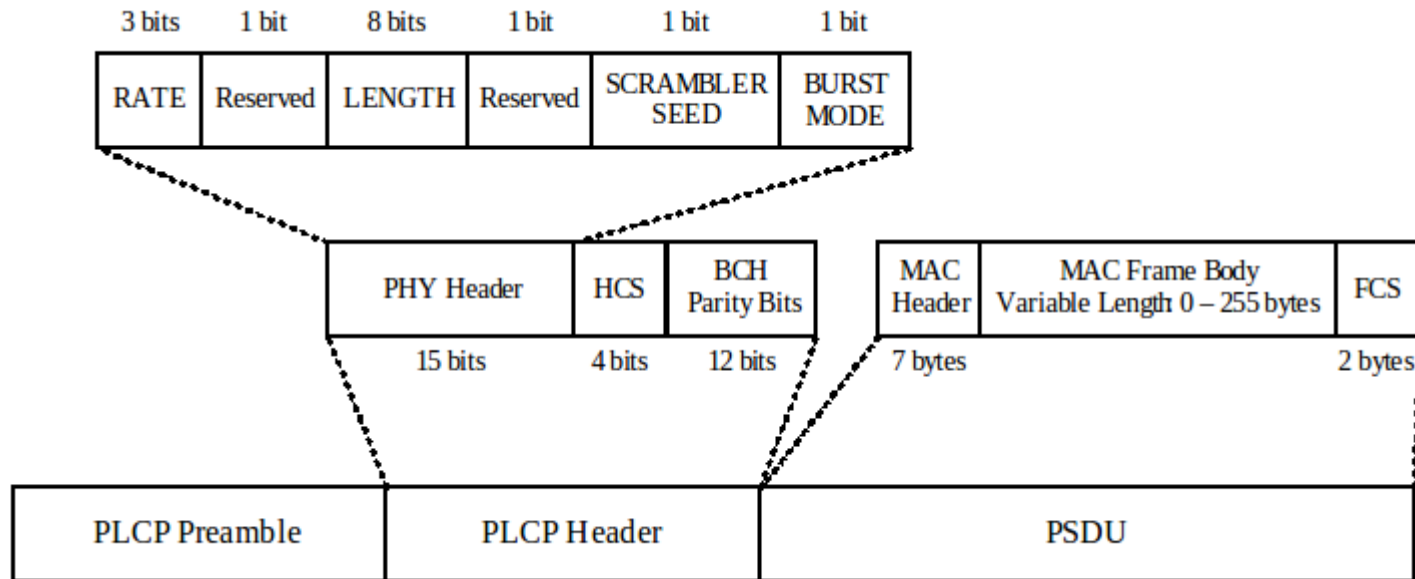 3 bits 1 bit 8 bits 1 bit 1 bit 1 bit
RATE Reserved LENGTH Reserved SCRAMBLER SEED BURST MODE
PHY Header HCS BCH Parity Bits MAC Header MAC Frame Body Variable Length: 0 – 255 bytes FCS
15 bits 4 bits 12 bits 7 bytes 2 bytes
PLCP Preamble PLCP Header PSDU